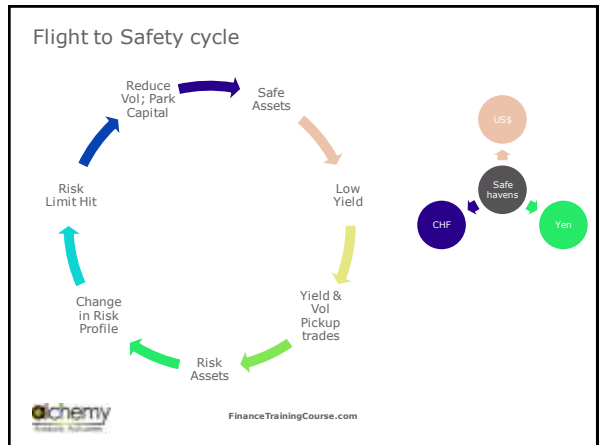 Flight to Safety cycle
Reduce
Vol; Park
Capital
Safe
Assets
Low
Yield
Yield &
Vol
Pickup
trades
Risk
Assets
Change
in Risk
Profile
Risk
Limit Hit
US$
Safe
havens
CHF
Yen
alchemy
FinanceTrainingCourse.com